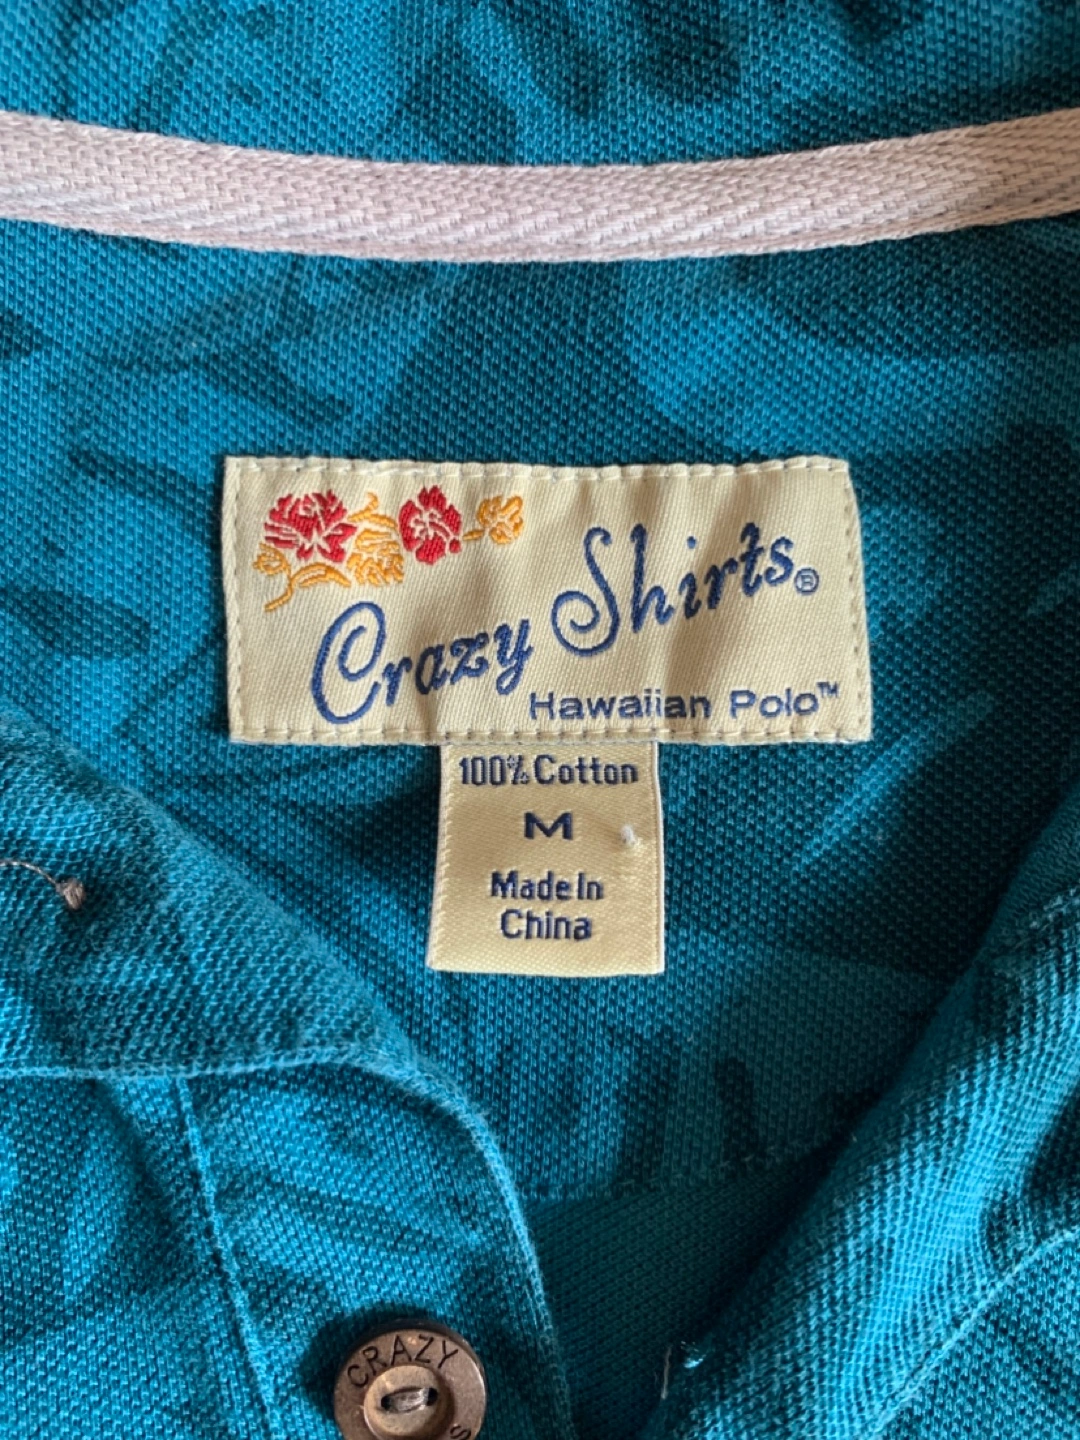 Crazy Shirts®
Hawaiian Polo™
100% Cotton
M
Made In
China
CRAZY